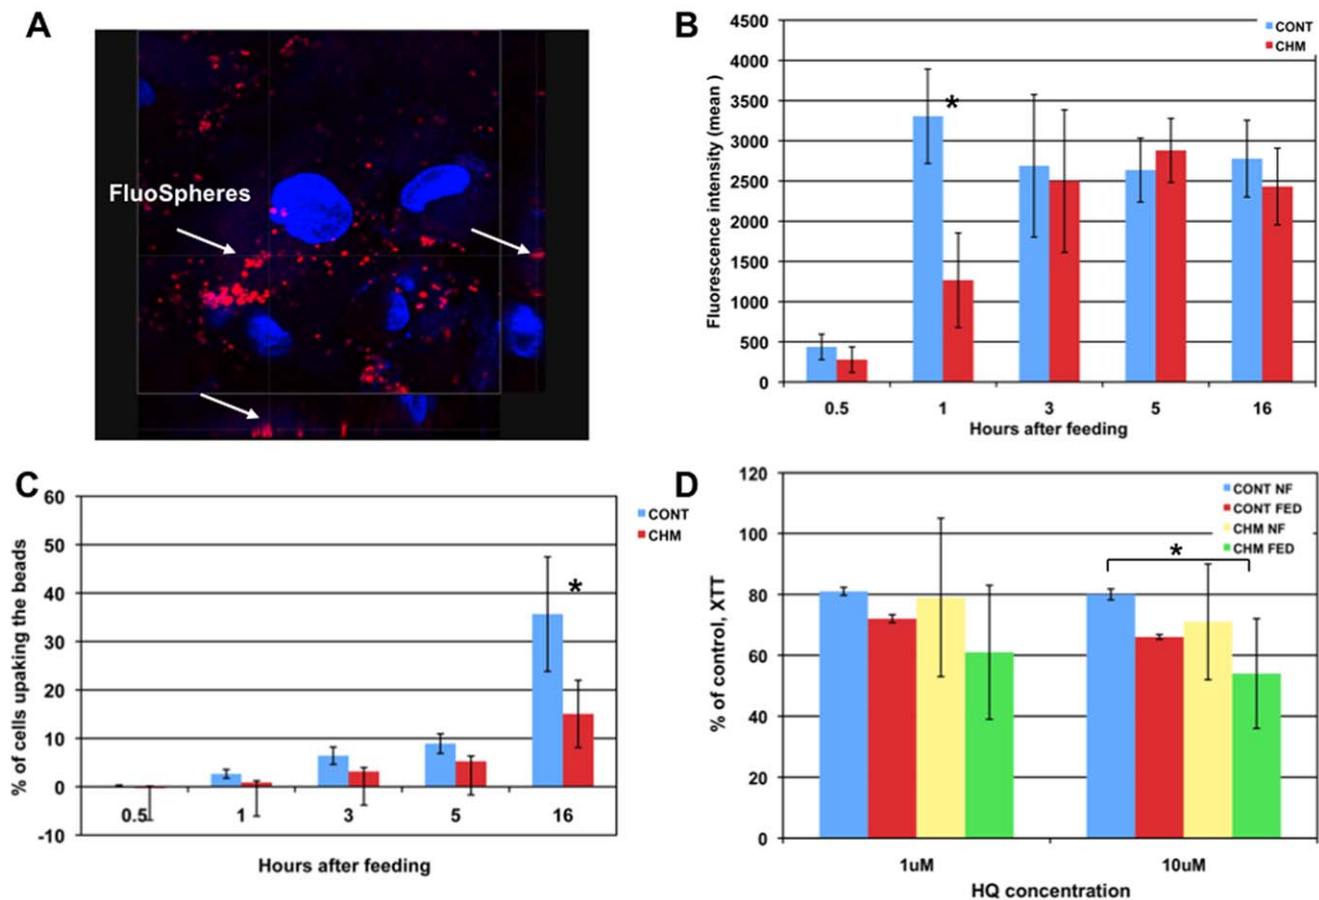 A
FluoSpheres
B
Fluorescence intensity (mean )
4500
4000
3500
3000
2500
2000
1500
1000
500
0
CONT
CHM
*
0.5
1
3
5
16
Hours after feeding
C
% of cells upaking the beads
60
50
40
30
20
10
0
-10
CONT
CHM
*
0.5
1
3
5
16
Hours after feeding
D
% of control, XTT
120
100
80
60
40
20
0
CONT NF
CONT FED
CHM NF
CHM FED
*
1uM
10uM
HQ concentration